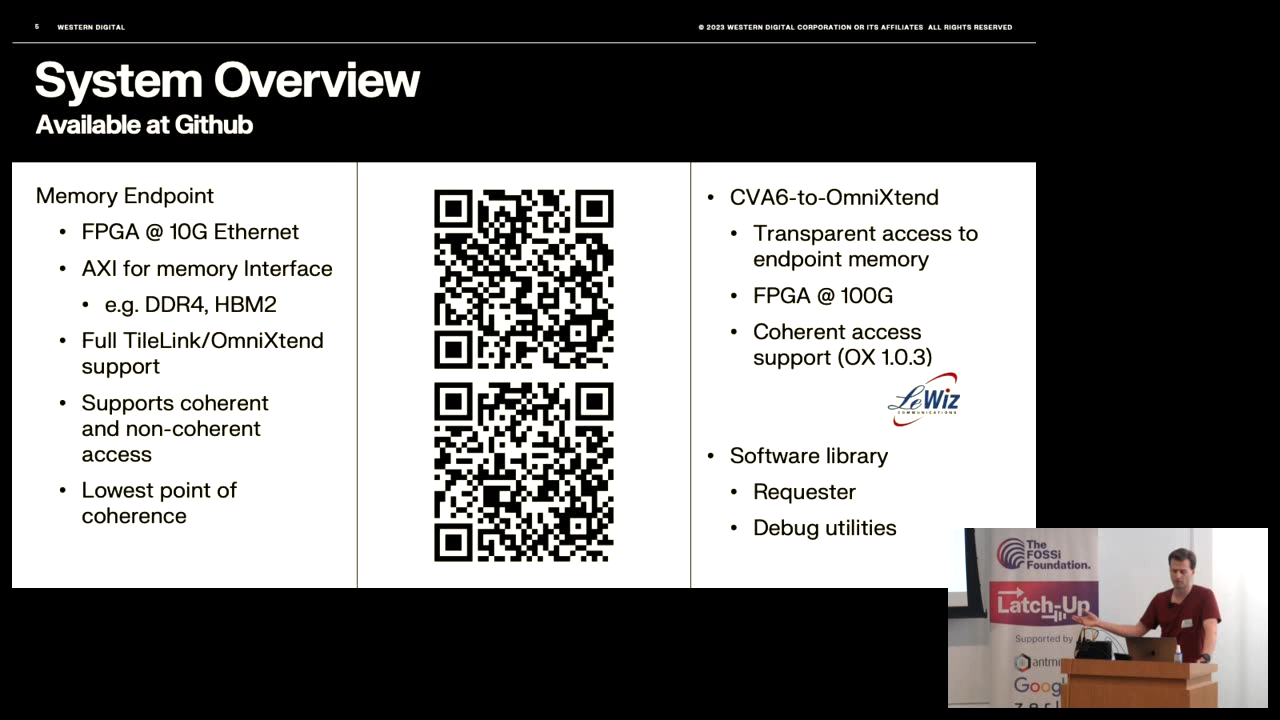 5 WESTERN DIGITAL
© 2023 WESTERN DIGITAL CORPORATION OR ITS AFFILIATES ALL RIGHTS RESERVED
System Overview
Available at Github
Memory Endpoint
• FPGA @ 10G Ethernet
• AXI for memory Interface
• e.g. DDR4, HBM2
• Full TileLink/OmniXtend
support
• Supports coherent
and non-coherent
access
• Lowest point of
coherence
• CVA6-to-OmniXtend
• Transparent access to
endpoint memory
• FPGA @ 100G
• Coherent access
support (OX 1.0.3)
LeWiz
COMMUNICATIONS
• Software library
• Requester
• Debug utilities
The
FOSSi
Foundation.
Latch-Up
Supported by
antm
Goog